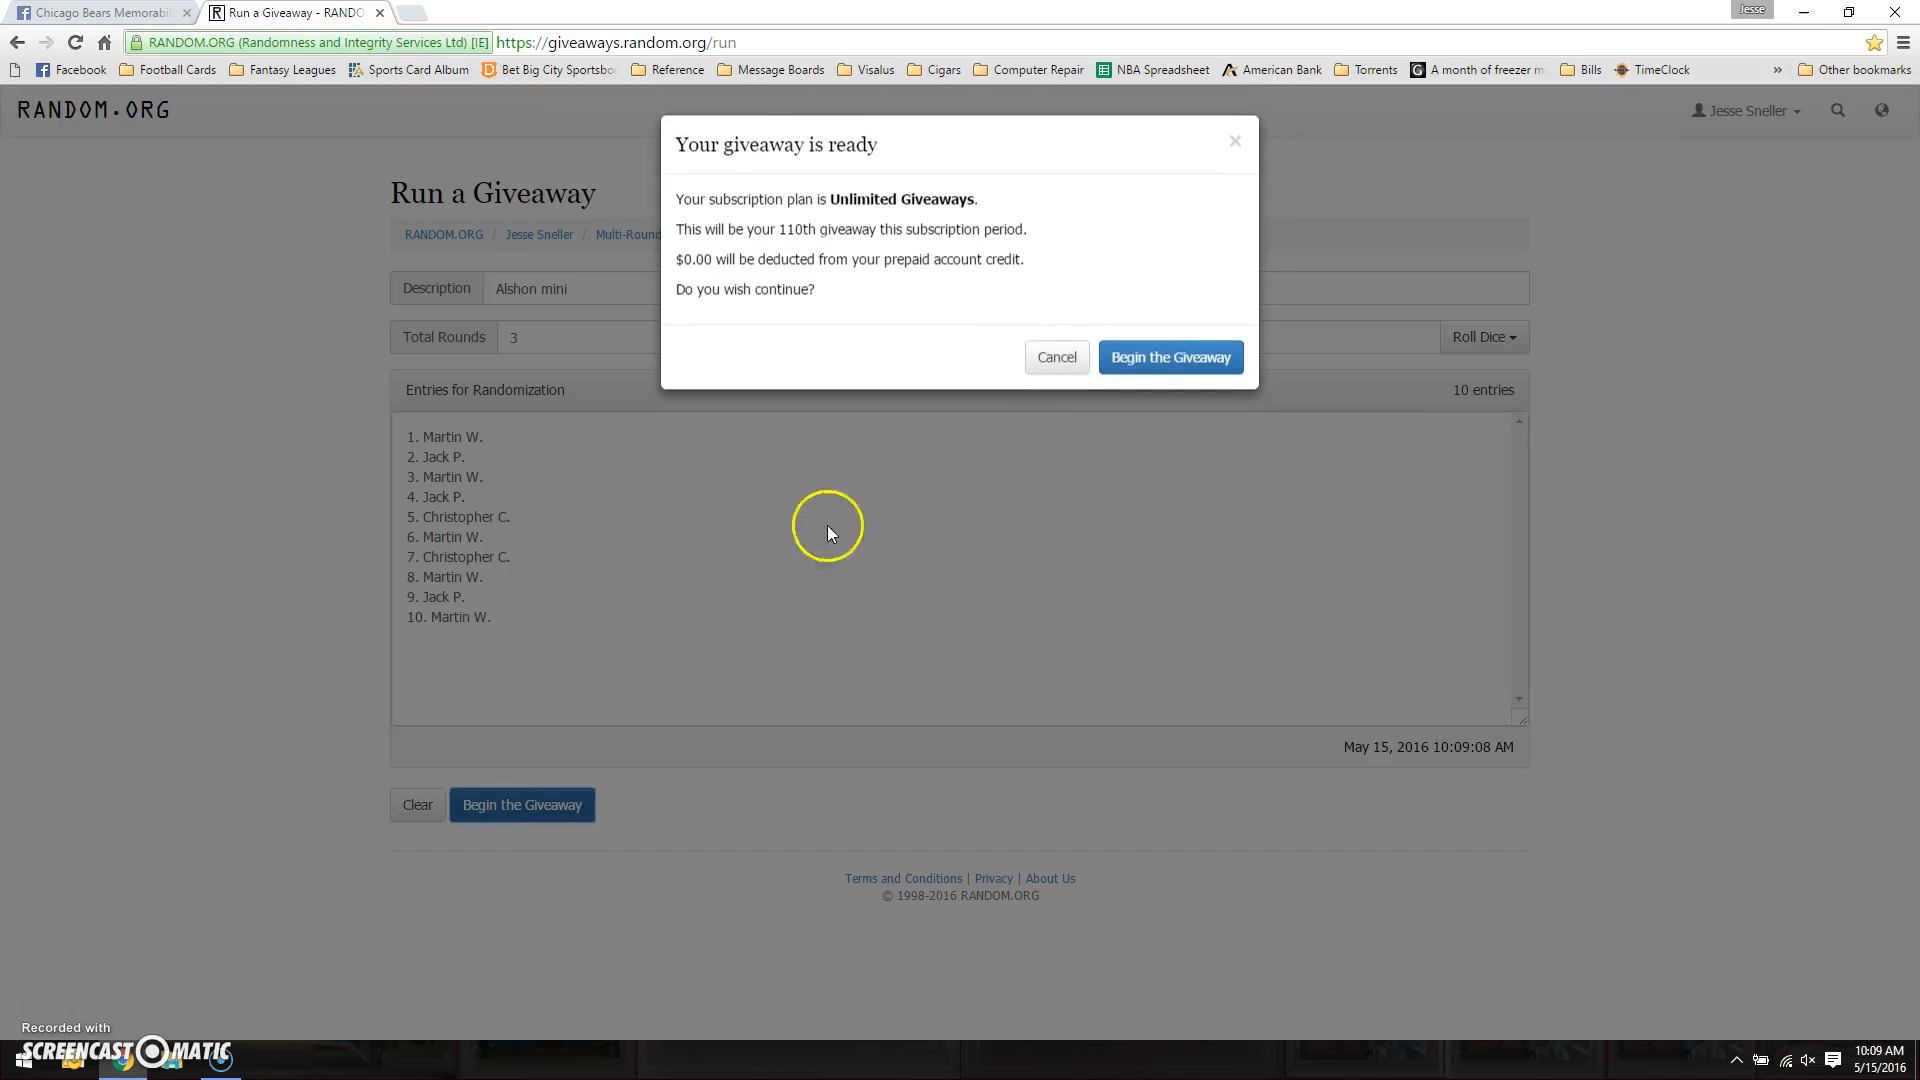 Chicago Bears Memorabil
Run a Giveaway - RANDO
Jesse
RANDOM.ORG (Randomness and Integrity Services Ltd) [IE]
https://giveaways.random.org/run
Facebook
Football Cards
Fantasy Leagues
Sports Card Album
Bet Big City Sportsbo
Reference
Message Boards
Visalus
Cigars
Computer Repair
NBA Spreadsheet
American Bank
Torrents
A month of freezer m
Bills
TimeClock
»
Other bookmarks
RANDOM.ORG
Jesse Sneller
Your giveaway is ready
×
Your subscription plan is Unlimited Giveaways.
This will be your 110th giveaway this subscription period.
$0.00 will be deducted from your prepaid account credit.
Do you wish continue?
Cancel
Begin the Giveaway
Run a Giveaway
RANDOM.ORG / Jesse Sneller / Multi-Round
Description
Alshon mini
Total Rounds
3
Roll Dice
Entries for Randomization
10 entries
1. Martin W.
2. Jack P.
3. Martin W.
4. Jack P.
5. Christopher C.
6. Martin W.
7. Christopher C.
8. Martin W.
9. Jack P.
10. Martin W.
May 15, 2016 10:09:08 AM
Clear
Begin the Giveaway
Terms and Conditions | Privacy | About Us
© 1998-2016 RANDOM.ORG
Recorded with
SCREENCAST MATIC
10:09 AM
5/15/2016